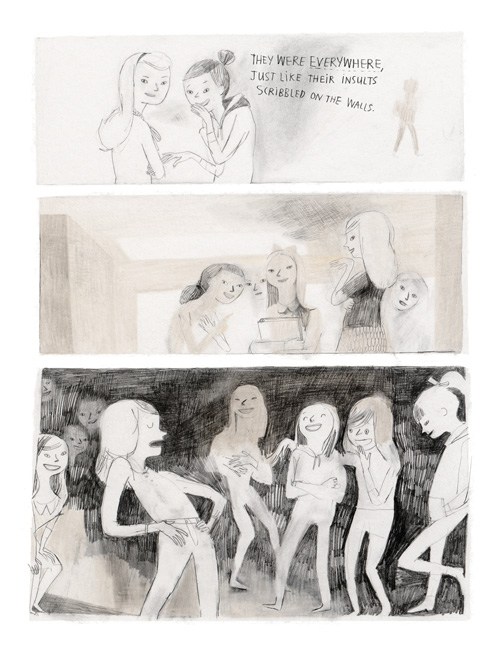 THEY WERE EVERYWHERE,
JUST LIKE THEIR INSULTS
SCRIBBLED ON THE WALLS.